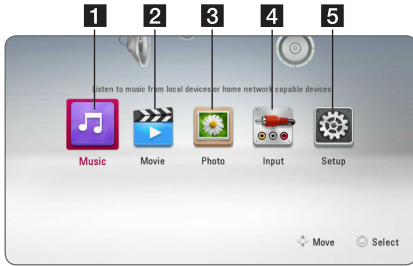 1 2 3 4 5
Listen to music from local devices or home network capable devices.
Music Movie Photo Input Setup
Move Select